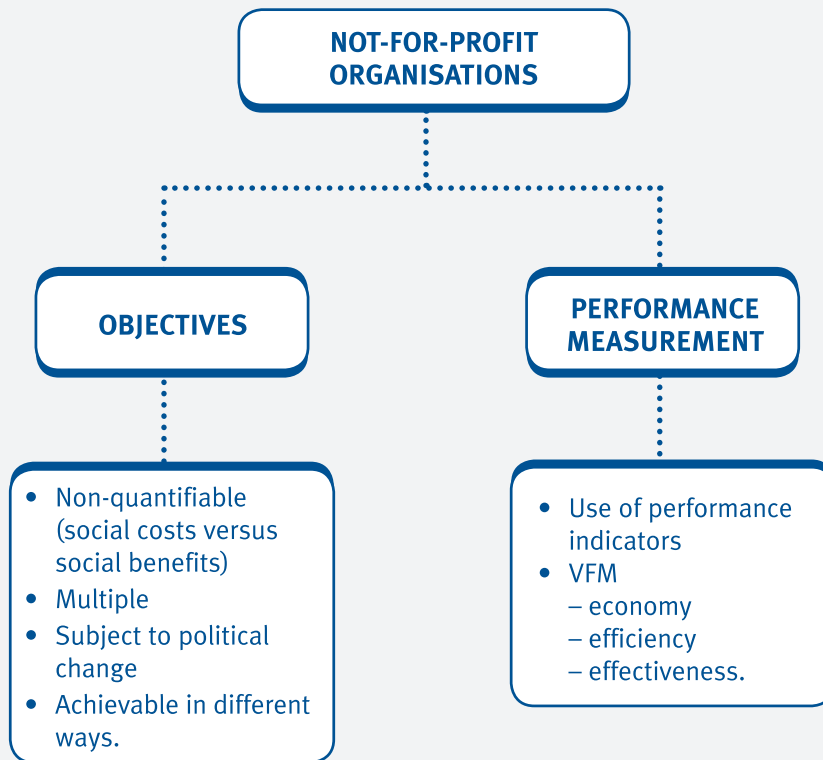 NOT-FOR-PROFIT
ORGANISATIONS
OBJECTIVES
PERFORMANCE
MEASUREMENT
• Non-quantifiable
(social costs versus
social benefits)
• Multiple
• Subject to political
change
• Achievable in different
ways.
• Use of performance
indicators
• VFM
– economy
– efficiency
– effectiveness.